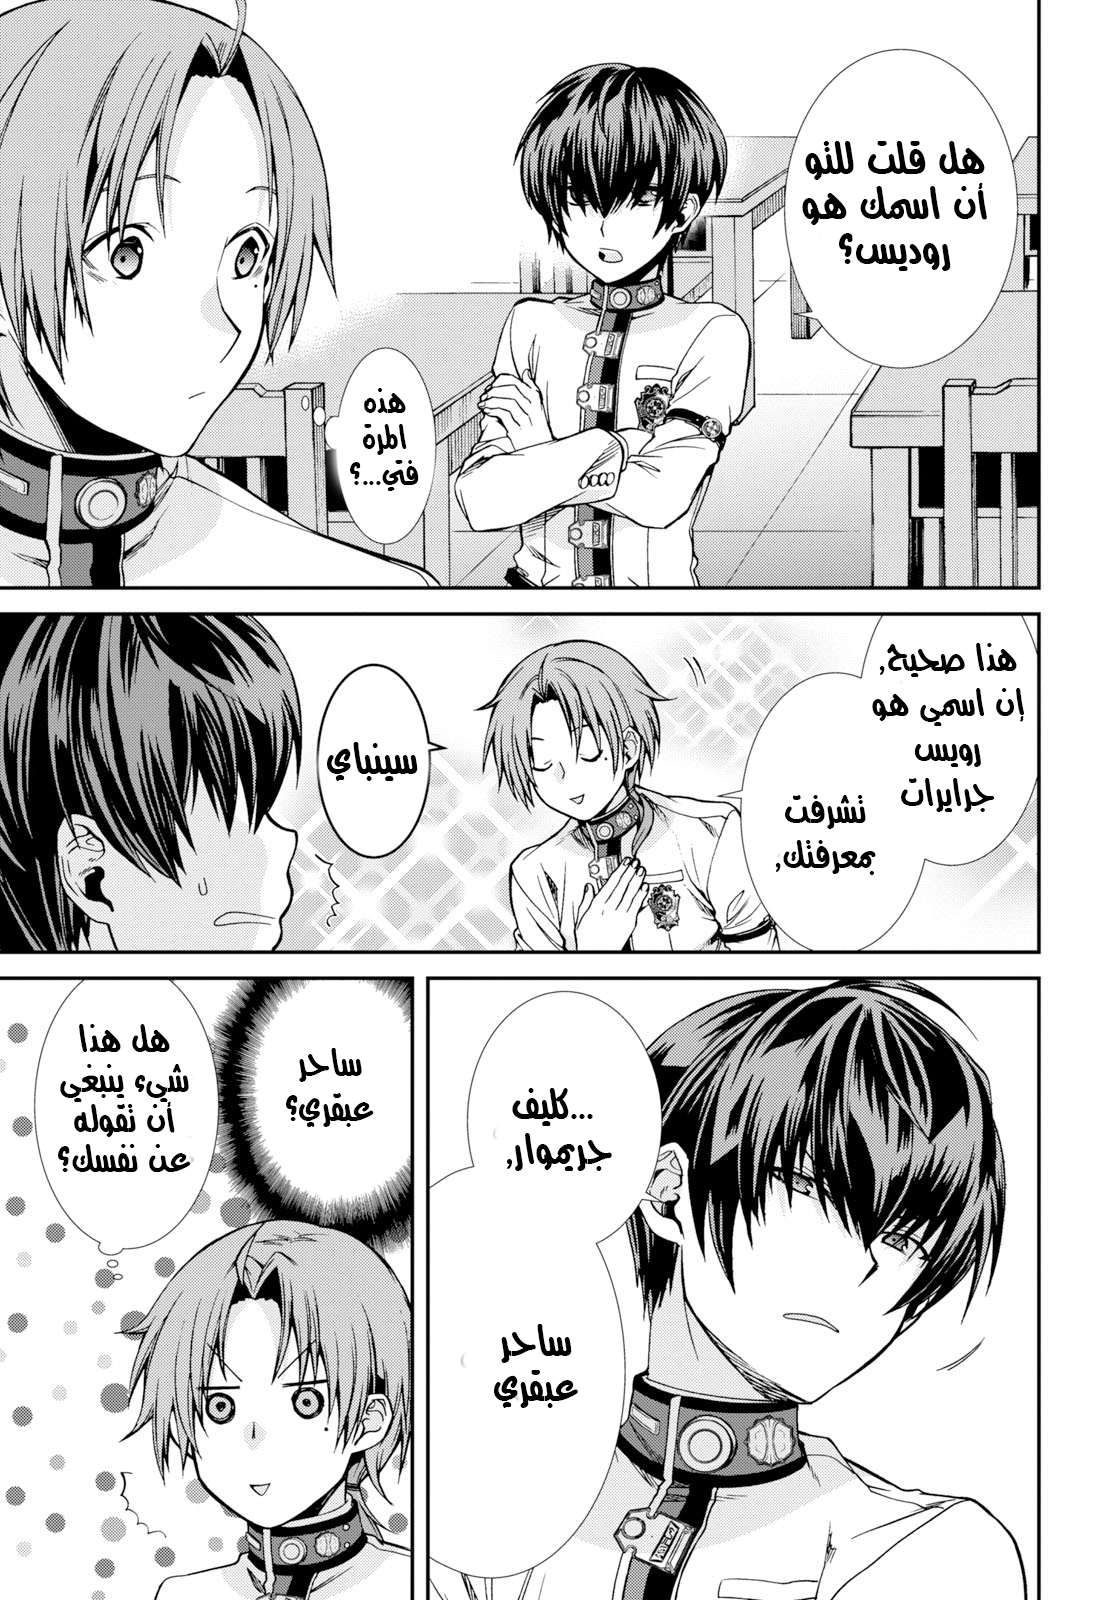 هل قلت للتو
أن اسمك هو
روديس؟
هذه
المرة
فتي...؟
هذا صحيح,
إن اسمي هو
رويس
جرايرات
تشرفت
بمعرفتك,
سينباي
...كليف
جريموار,
ساحر
عبقري
ساحر
عبقري؟
هل هذا
شيء ينبغي
أن تقوله
عن نفسك؟